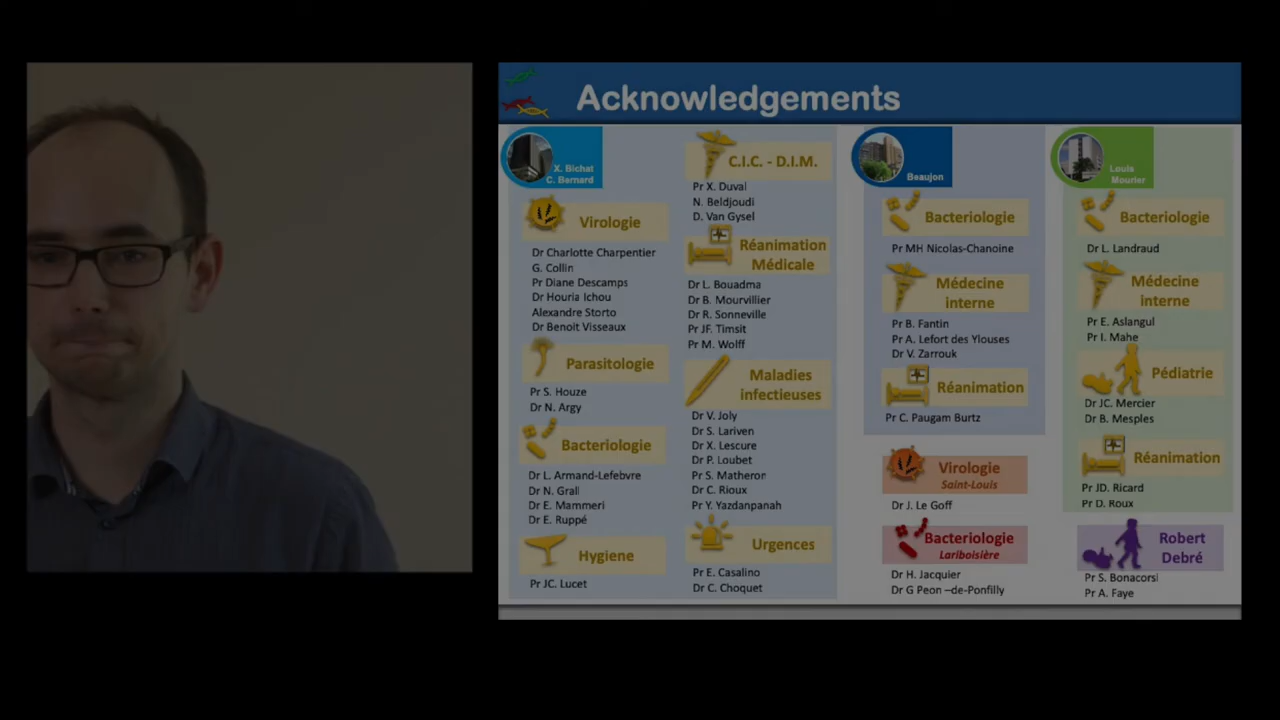 Acknowledgements
X. Bichat
C. Bernard
Virologie
Dr Charlotte Charpentier
G. Collin
Pr Diane Descamps
Dr Houria Ichou
Alexandre Storto
Dr Benoit Visseaux
Parasitologie
Pr S. Houze
Dr N. Argy
Bacteriologie
Dr L. Armand-Lefebvre
Dr N. Grall
Dr E. Mammeri
Dr E. Ruppé
Hygiene
Pr JC. Lucet
C.I.C. - D.I.M.
Pr X. Duval
N. Beldjoudi
D. Van Gysel
Réanimation
Médicale
Dr L. Bouadma
Dr B. Mourvillier
Dr R. Sonneville
Pr JF. Timsit
Pr M. Wolff
Maladies
infectieuses
Dr V. Joly
Dr S. Lariven
Dr X. Lescure
Dr P. Loubet
Pr S. Matheron
Dr C. Rioux
Pr Y. Yazdanpanah
Urgences
Pr E. Casalino
Dr C. Choquet
Beaujon
Bacteriologie
Pr MH Nicolas-Chanoine
Médecine
interne
Pr B. Fantin
Pr A. Lefort des Ylouses
Dr V. Zarrouk
Réanimation
Pr C. Paugam Burtz
Virologie
Saint-Louis
Dr J. Le Goff
Bacteriologie
Lariboisière
Dr H. Jacquier
Dr G Peon –de-Ponfilly
Louis
Mourier
Bacteriologie
Dr L. Landraud
Médecine
interne
Pr E. Aslangul
Pr I. Mahe
Pédiatrie
Dr JC. Mercier
Dr B. Mesples
Réanimation
Pr JD. Ricard
Pr D. Roux
Robert
Debré
Pr S. Bonacorsi
Pr A. Faye